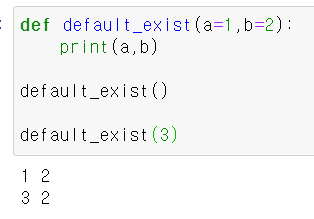 def default_exist(a=1,b=2):
    print(a,b)
default_exist()
default_exist(3)
1 2
3 2